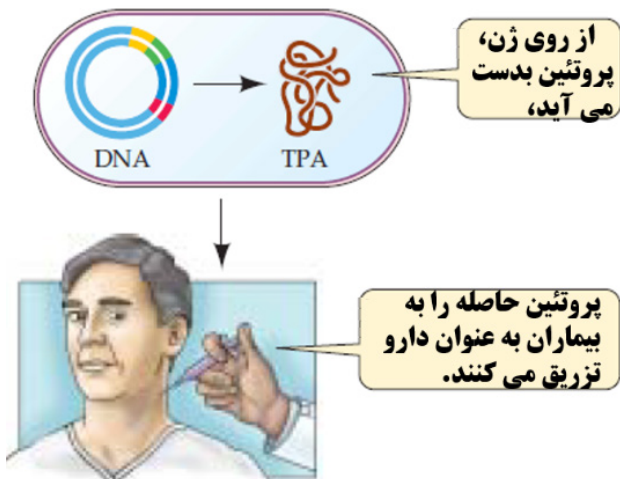 از روی ژن،
پروتئین بدست
می آید،
DNA
TPA
پروتئین حاصله را به
بیماران به عنوان دارو
تزریق می کنند.